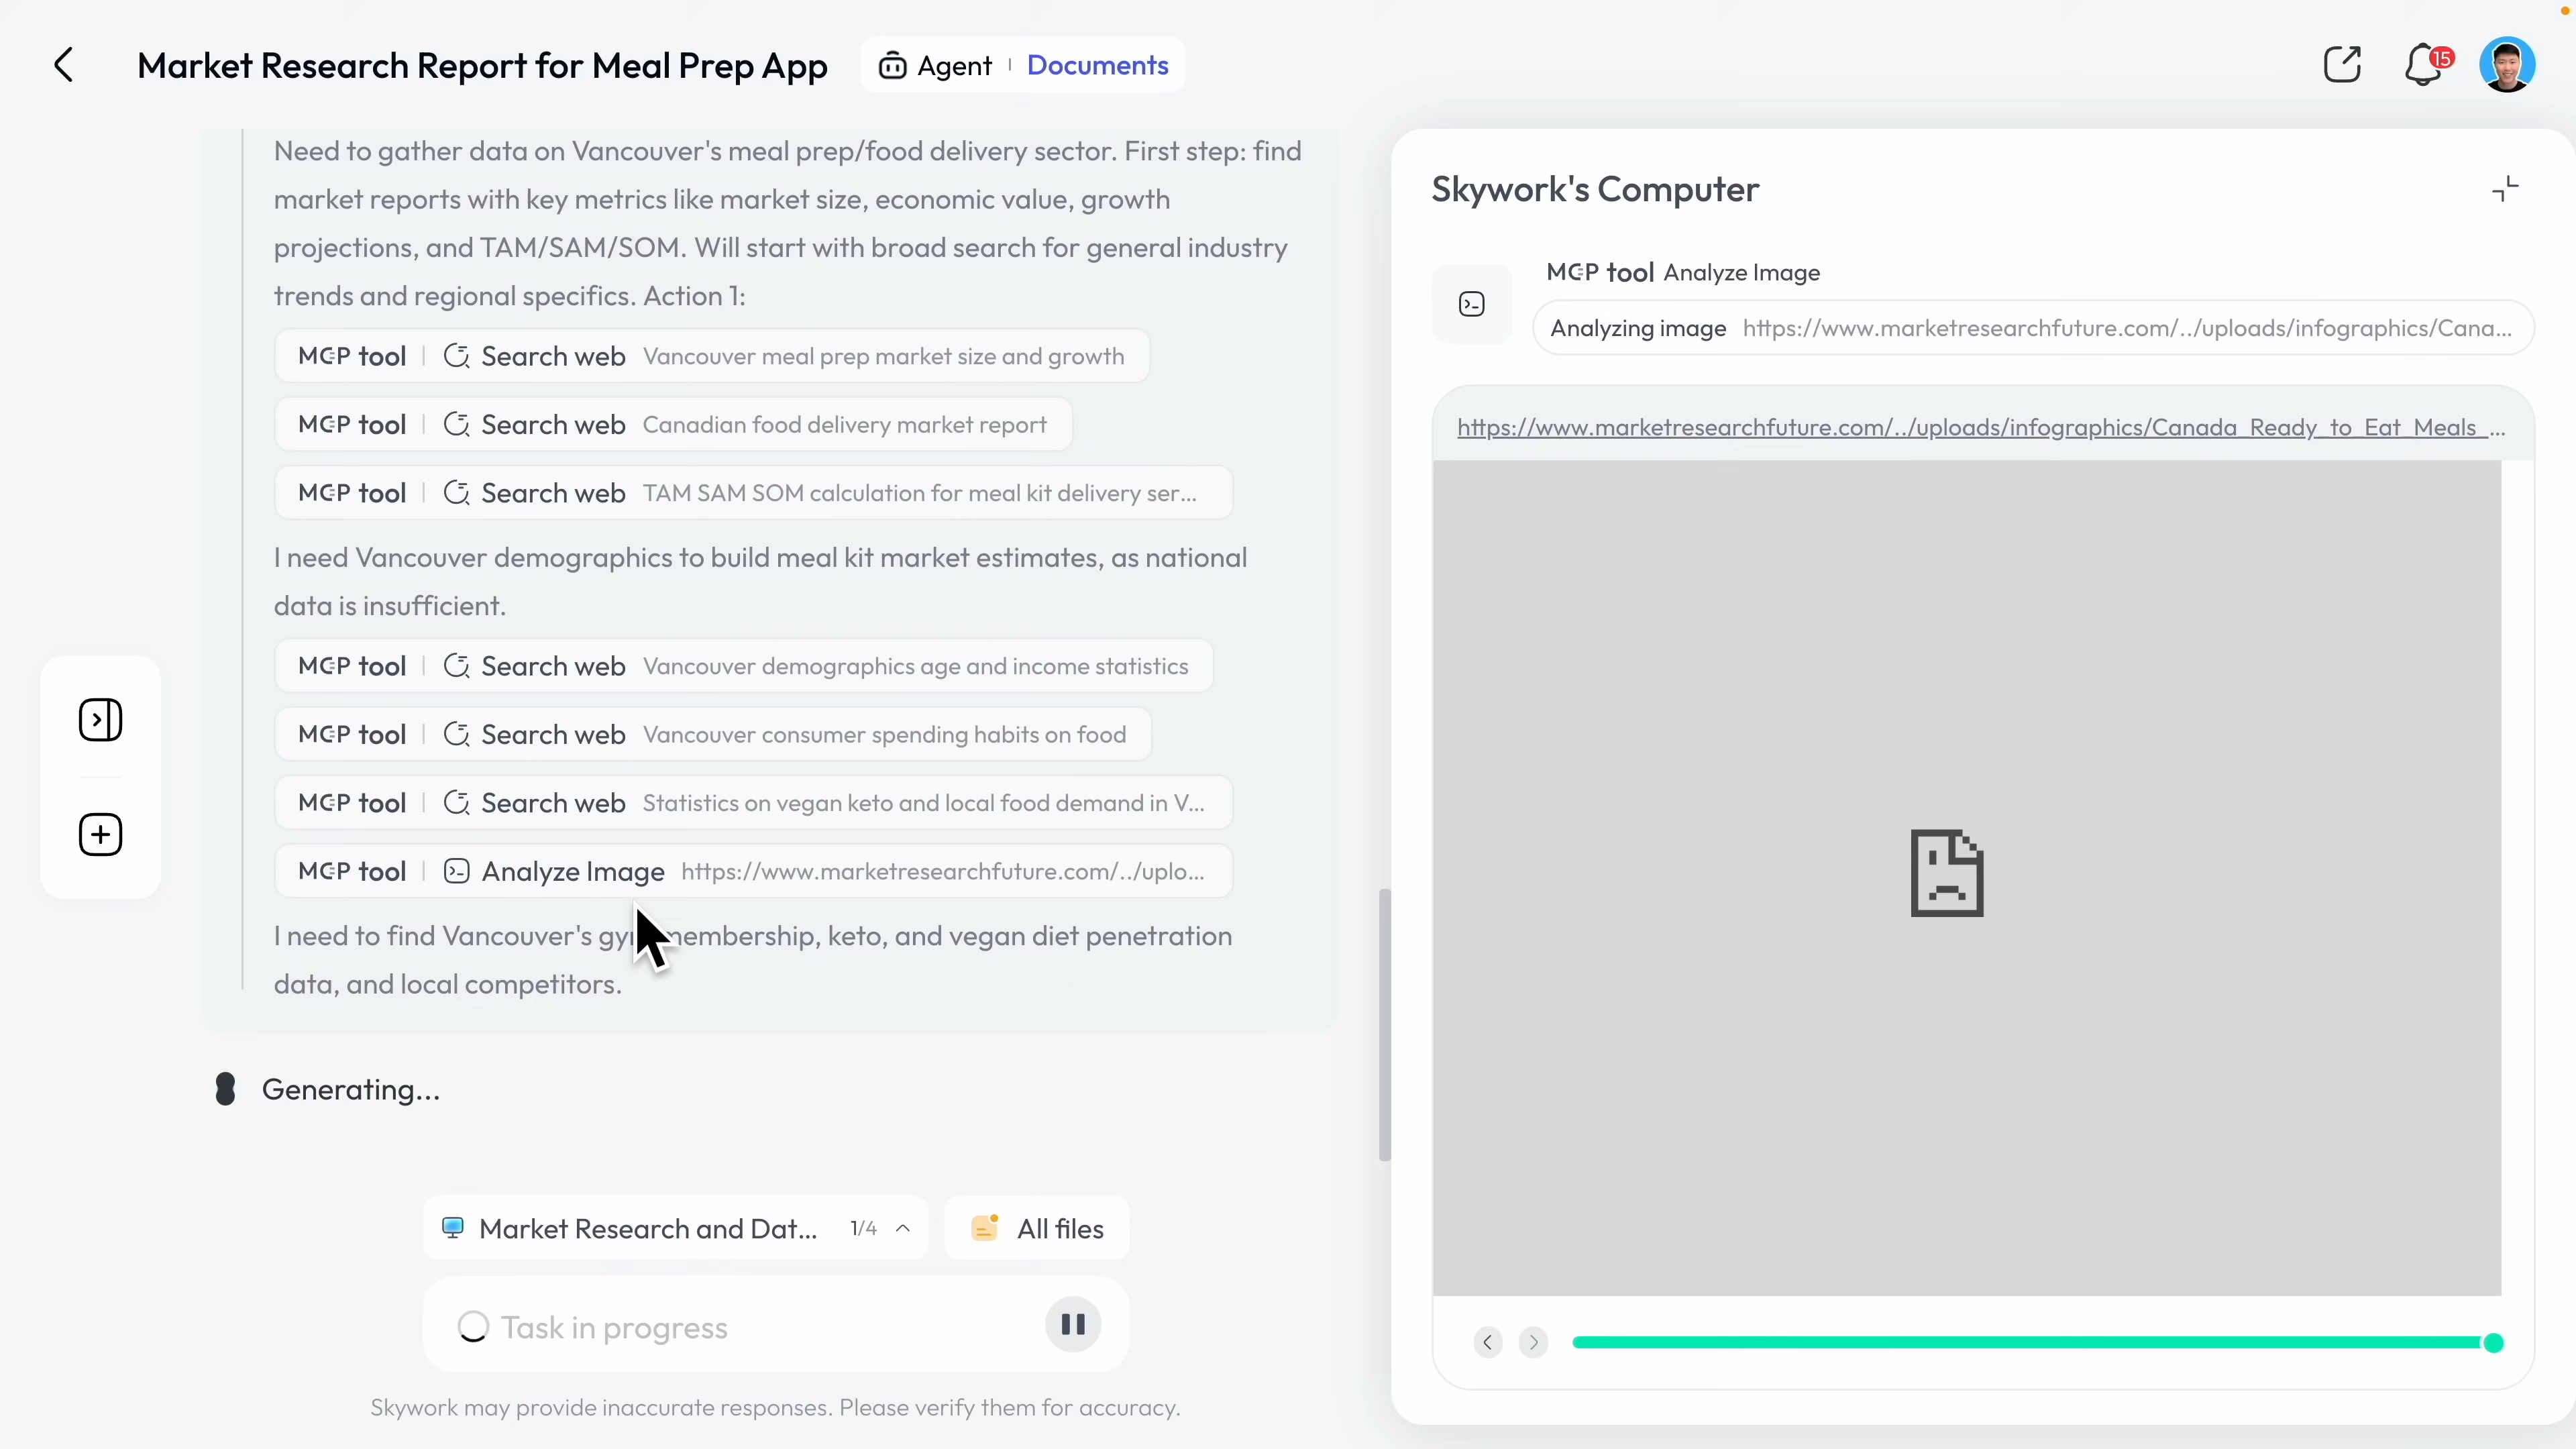 Market Research Report for Meal Prep App
Agent
Documents
15
Need to gather data on Vancouver's meal prep/food delivery sector. First step: find
market reports with key metrics like market size, economic value, growth
projections, and TAM/SAM/SOM. Will start with broad search for general industry
trends and regional specifics. Action 1:
MCP tool Search web Vancouver meal prep market size and growth
MCP tool Search web Canadian food delivery market report
MCP tool Search web TAM SAM SOM calculation for meal kit delivery ser...
I need Vancouver demographics to build meal kit market estimates, as national
data is insufficient.
MCP tool Search web Vancouver demographics age and income statistics
MCP tool Search web Vancouver consumer spending habits on food
MCP tool Search web Statistics on vegan keto and local food demand in V...
MCP tool Analyze Image https://www.marketresearchfuture.com/../uplo...
I need to find Vancouver's keto, and vegan diet penetration
data, and local competitors.
Generating...
Market Research and Dat... 1/4
All files
Task in progress
Skywork may provide inaccurate responses. Please verify them for accuracy.
Skywork's Computer
MCP tool Analyze Image
Analyzing image https://www.marketresearchfuture.com/../uploads/infographics/Cana...
https://www.marketresearchfuture.com/../uploads/infographics/Canada_Ready_to_Eat_Meals_...